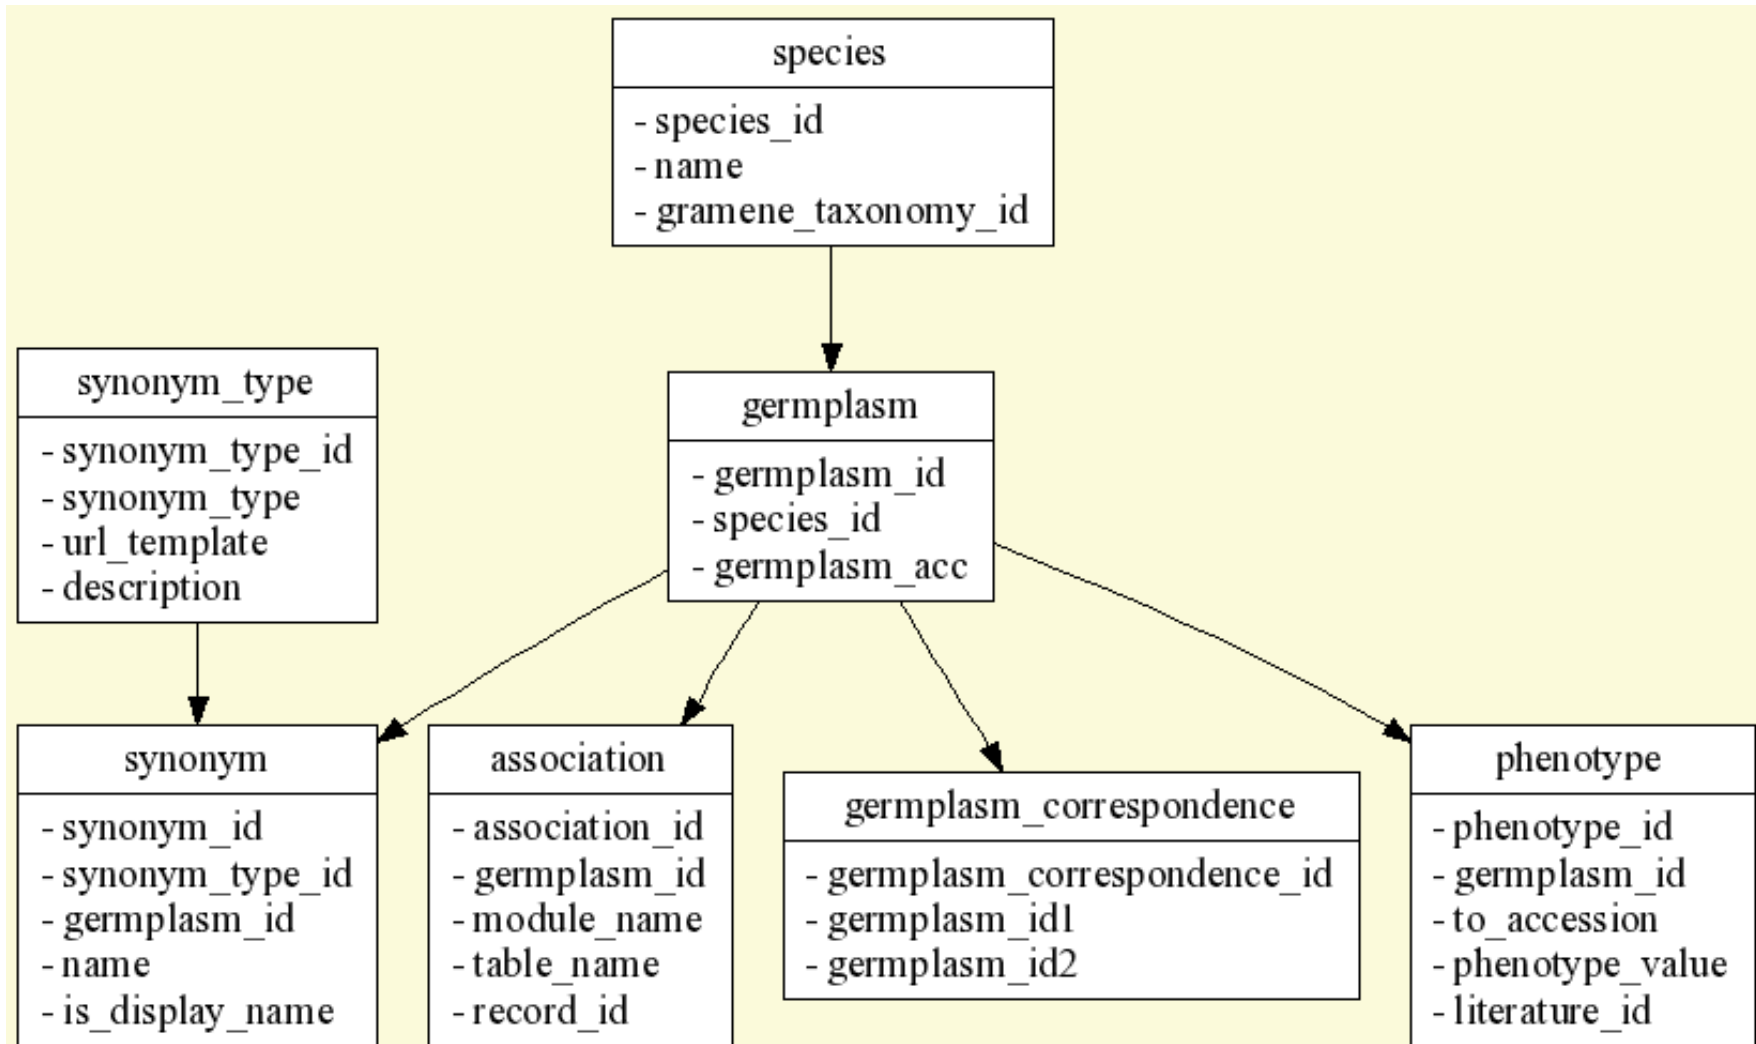 species
- species_id
- name
- gramene_taxonomy_id
synonym_type
- synonym_type_id
- synonym_type
- url_template
- description
germplasm
- germplasm_id
- species_id
- germplasm_acc
synonym
- synonym_id
- synonym_type_id
- germplasm_id
- name
- is_display_name
association
- association_id
- germplasm_id
- module_name
- table_name
- record_id
germplasm_correspondence
- germplasm_correspondence_id
- germplasm_id1
- germplasm_id2
phenotype
- phenotype_id
- germplasm_id
- to_accession
- phenotype_value
- literature_id